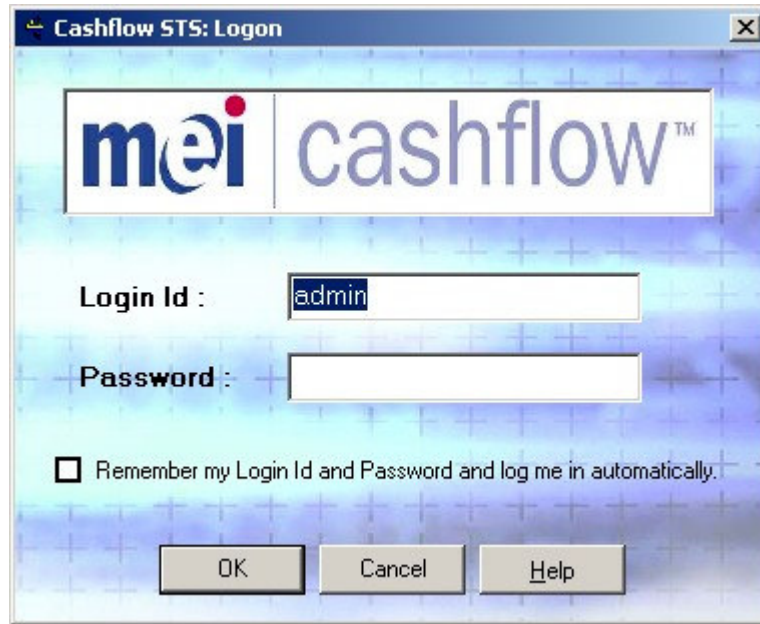 Cashflow STS: Logon
mei cashflow™
Login Id : admin
Password :
Remember my Login Id and Password and log me in automatically.
OK Cancel Help